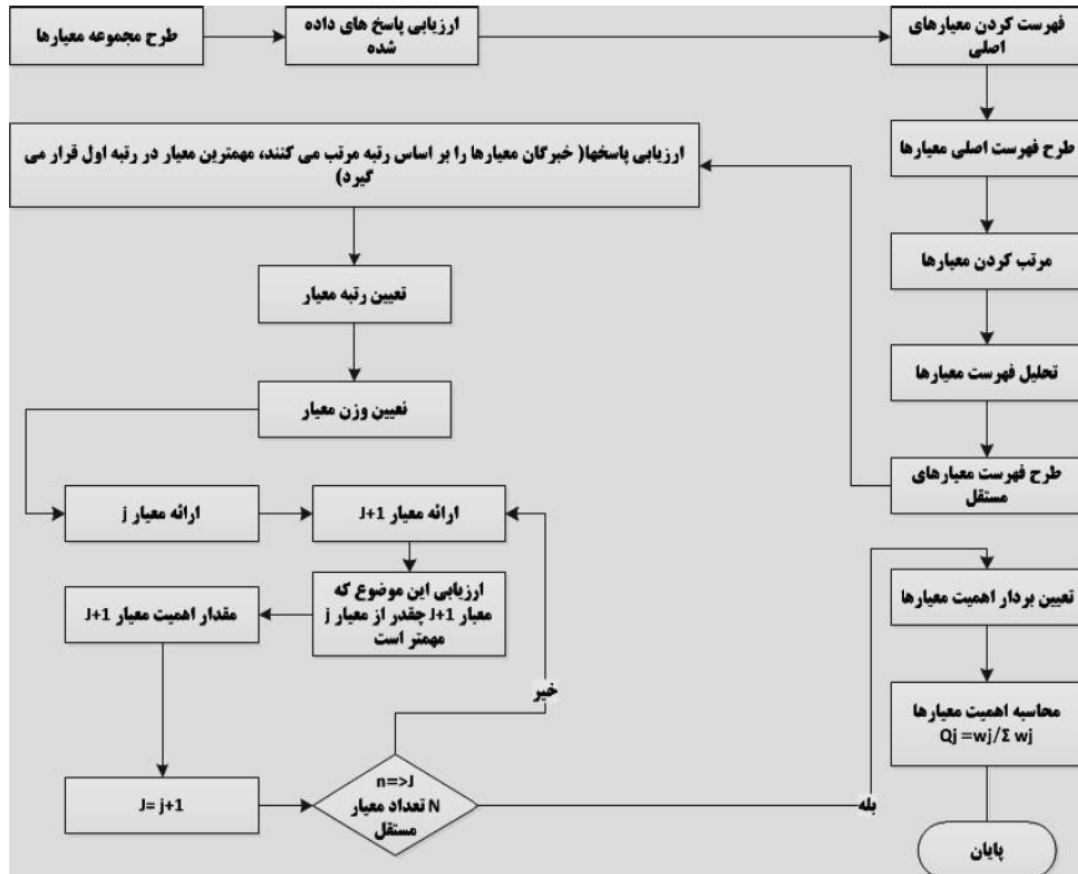 طرح مجموعه معیارها
ارزیابی پاسخ های داده
شده
فهرست کردن معیارهای
اصلی
طرح فهرست اصلی معیارها
مرتب کردن معیارها
تحلیل فهرست معیارها
طرح فهرست معیارهای
مستقل
ارزیابی پاسخها( خبرگان معیارها را بر اساس رتبه مرتب می کنند، مهمترین معیار در رتبه اول قرار می
گیرد)
تعیین رتبه معیار
تعیین وزن معیار
ارائه معیار j
ارائه معیار J+1
ارزیابی این موضوع که
معیار J+1 چقدر از معیار j
مهمتر است
مقدار اهمیت معیار J+1
J= j+1
n=>J
N تعداد معیار
مستقل
خیر
بله
تعیین بردار اهمیت معیارها
محاسبه اهمیت معیارها
Qj =wj/Σ wj
پایان